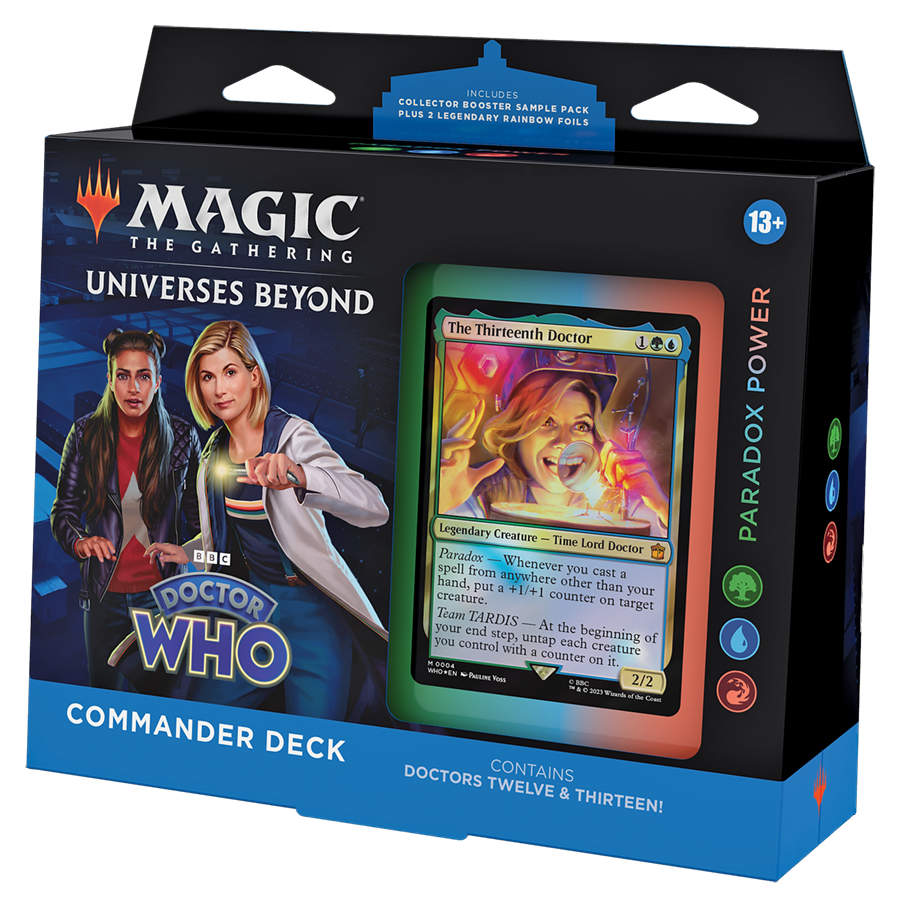 INCLUDES
COLLECTOR BOOSTER SAMPLE PACK
PLUS 2 LEGENDARY RAINBOW FOILS
MAGIC
THE GATHERING
UNIVERSES BEYOND
13+
PARADOX POWER
The Thirteenth Doctor
1
Legendary Creature — Time Lord Doctor
Paradox — Whenever you cast a
spell from anywhere other than your
hand, put a +1/+1 counter on target
creature.
Team TARDIS — At the beginning of
your end step, untap each creature
you control with a counter on it.
2/2
M 0004
WHO★EN Pauline Voss
© BBC
™ & © 2023 Wizards of the Coast
BBC
DOCTOR
WHO
COMMANDER DECK
CONTAINS
DOCTORS TWELVE & THIRTEEN!